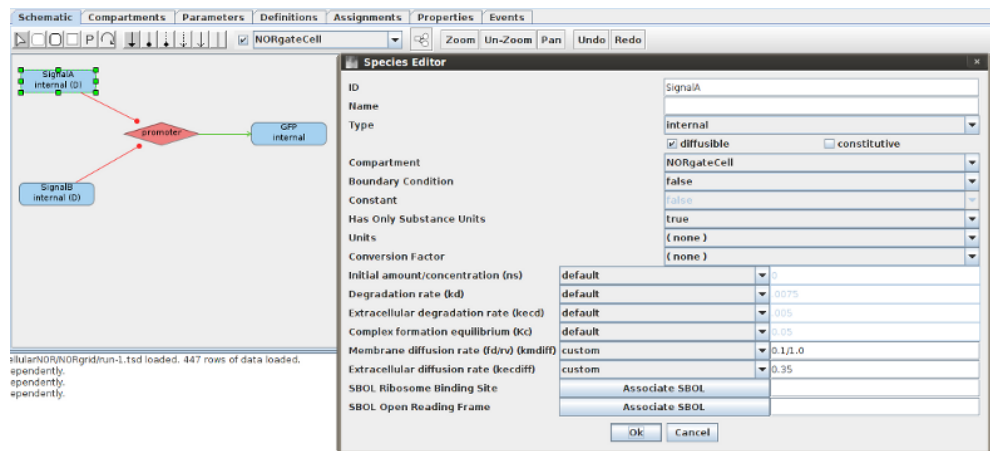 Schematic Compartments Parameters Definitions Assignments Properties Events
P NORgateCell Zoom Un-Zoom Pan Undo Redo
SignalA
internal (D)
promoter
GFP
internal
SignalB
internal (D)
ellularNOR/NORgrid/run-1.tsd loaded. 447 rows of data loaded.
ependently.
ependently.
ependently.
Species Editor
ID SignalA
Name
Type internal
diffusible constitutive
Compartment NORgateCell
Boundary Condition false
Constant false
Has Only Substance Units true
Units ( none )
Conversion Factor ( none )
Initial amount/concentration (ns) default 0
Degradation rate (kd) default .0075
Extracellular degradation rate (kecd) default .005
Complex formation equilibrium (Kc) default 0.05
Membrane diffusion rate (fd/rv) (kmdiff) custom 0.1/1.0
Extracellular diffusion rate (kecdiff) custom 0.35
SBOL Ribosome Binding Site Associate SBOL
SBOL Open Reading Frame Associate SBOL
Ok Cancel